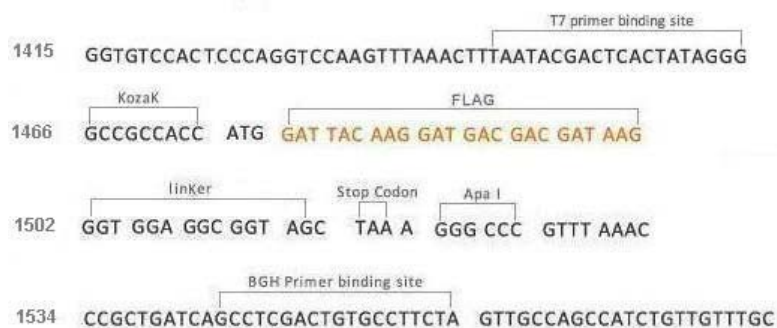 T7 primer binding site
1415 GGTGTCCACTCCCAGGTCCAAGTTTAAACTTTAATACGACTCACTATAGGG
KozaK FLAG
1466 GCCGCCACC ATG GAT TAC AAG GAT GAC GAC GAT AAG
linker Stop Codon Apa I
1502 GGT GGA GGC GGT AGC TAA A GGG CCC GTTT AAAC
BGH Primer binding site
1534 CCGCTGATCAGCCTCGACTGTGCCTTCTA GTTGCCAGCCATCTGTTGTTTGC